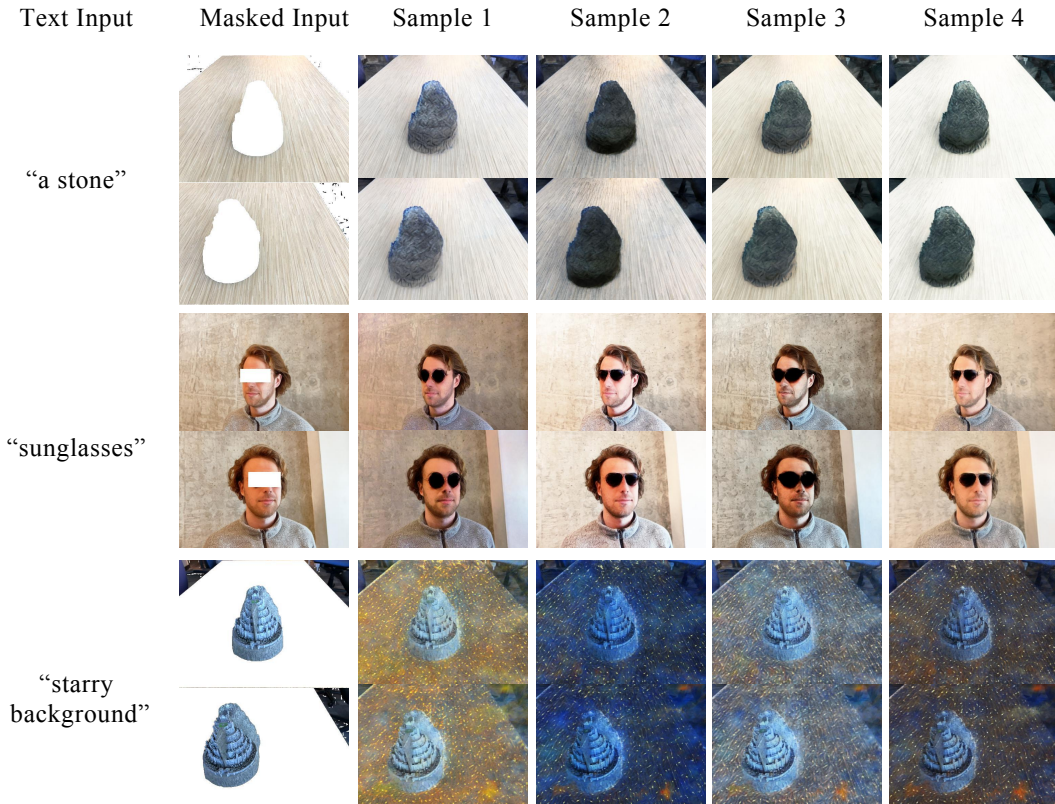 Text Input Masked Input Sample 1 Sample 2 Sample 3 Sample 4
“a stone”
“sunglasses”
“starry
background”